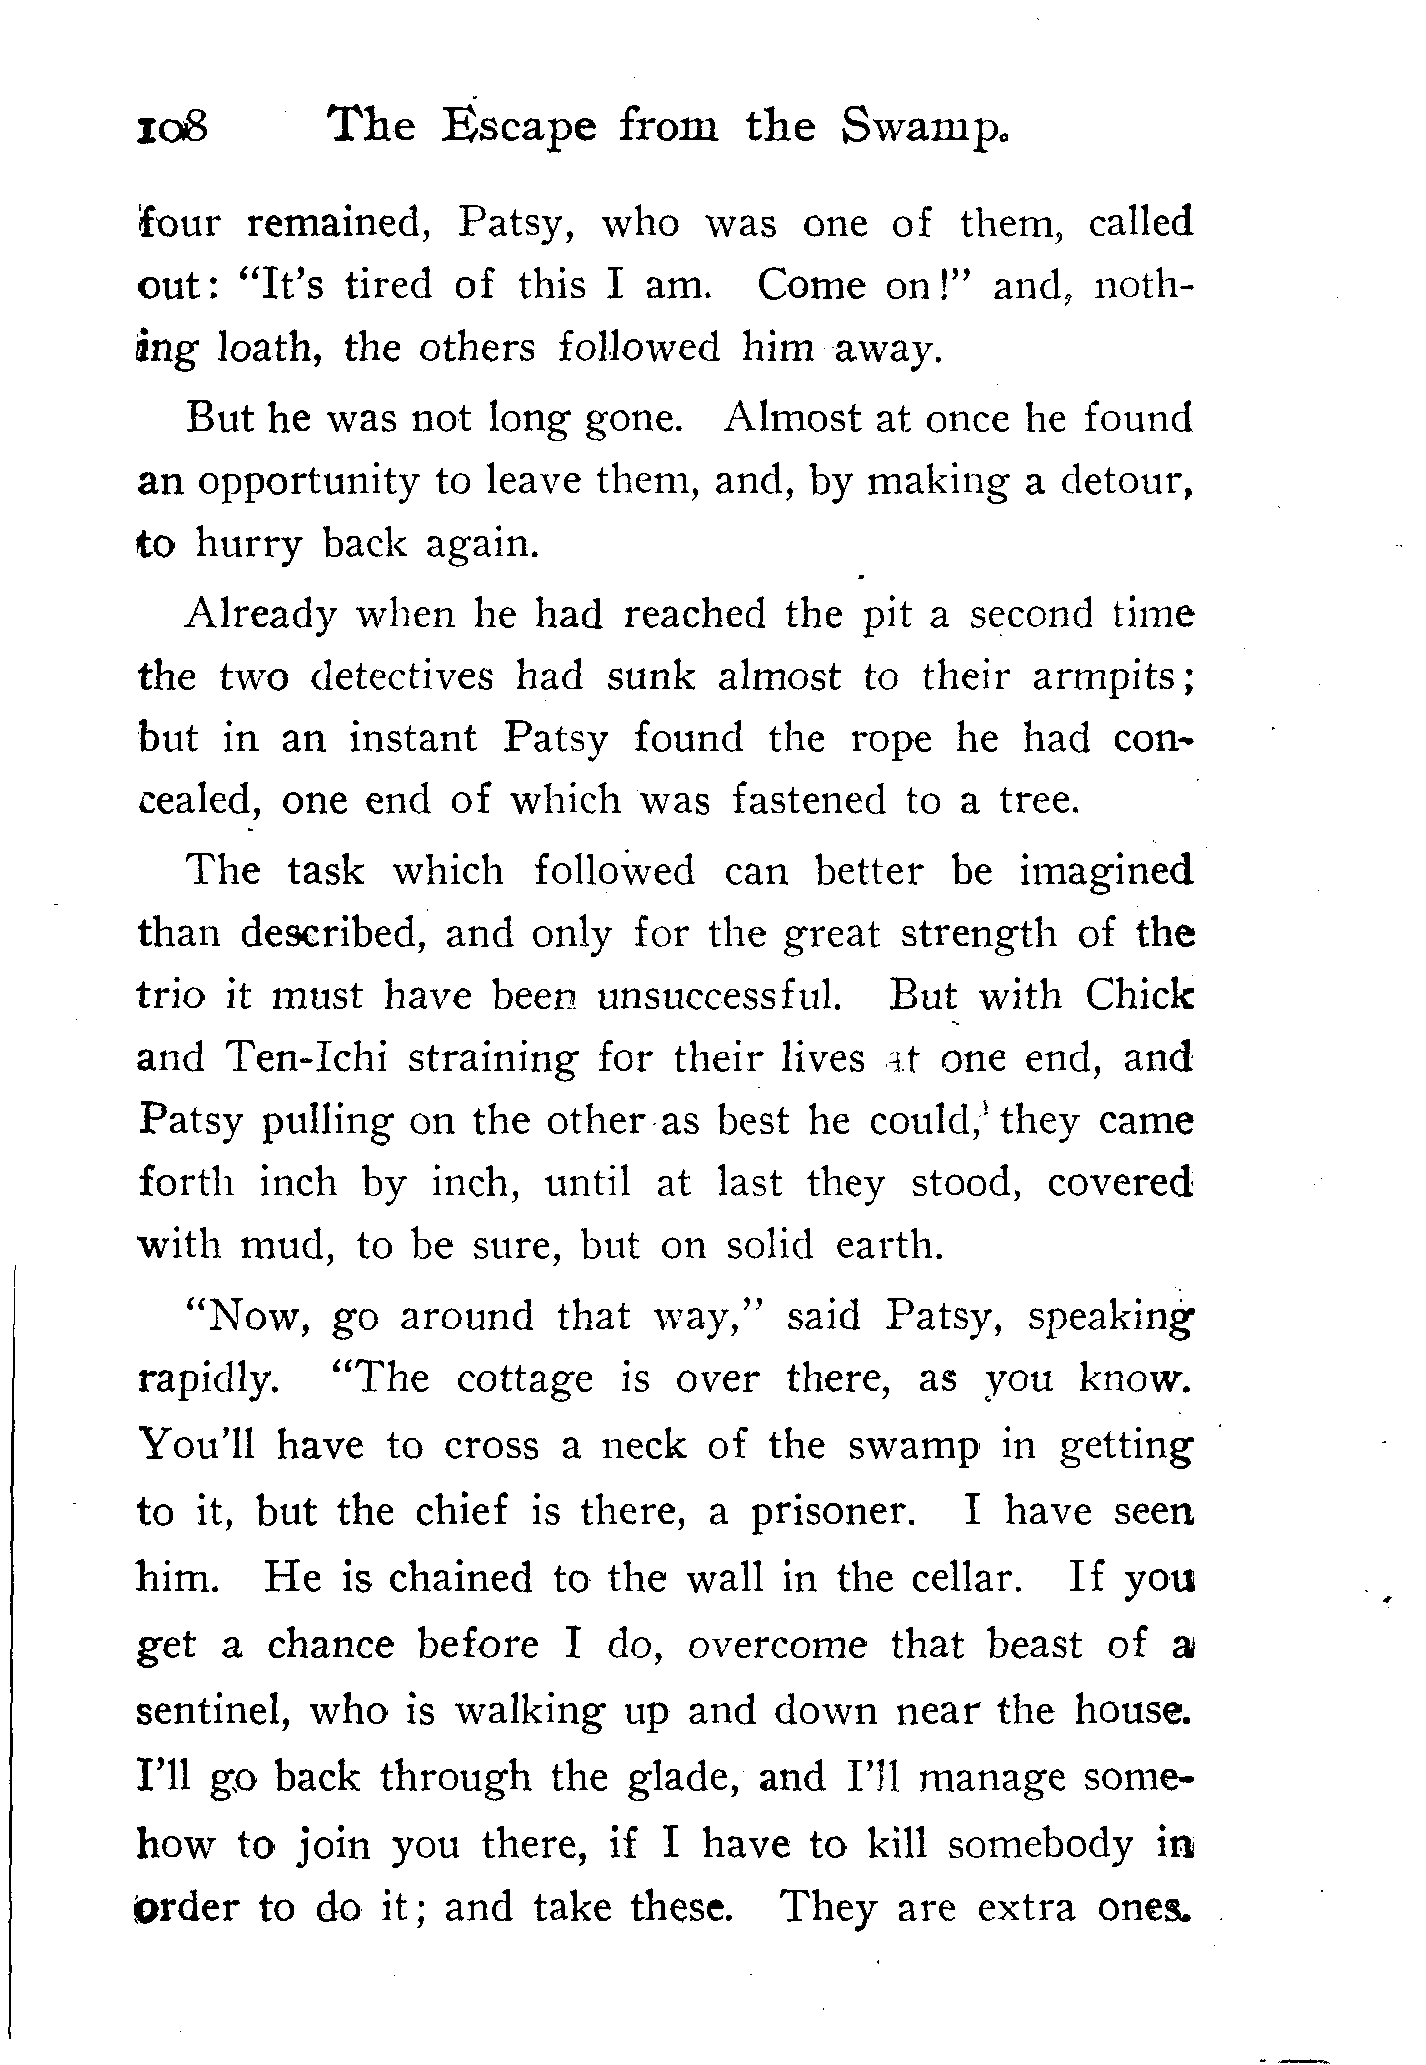 108 The Escape from the Swamp.
four remained, Patsy, who was one of them, called
out: "It's tired of this I am. Come on!" and, noth-
ing loath, the others followed him away.
But he was not long gone. Almost at once he found
an opportunity to leave them, and, by making a detour,
to hurry back again.
Already when he had reached the pit a second time
the two detectives had sunk almost to their armpits;
but in an instant Patsy found the rope he had con-
cealed, one end of which was fastened to a tree.
The task which followed can better be imagined
than described, and only for the great strength of the
trio it must have been unsuccessful. But with Chick
and Ten-Ichi straining for their lives at one end, and
Patsy pulling on the other as best he could, they came
forth inch by inch, until at last they stood, covered
with mud, to be sure, but on solid earth.
"Now, go around that way," said Patsy, speaking
rapidly. "The cottage is over there, as you know.
You'll have to cross a neck of the swamp in getting
to it, but the chief is there, a prisoner. I have seen
him. He is chained to the wall in the cellar. If you
get a chance before I do, overcome that beast of a
sentinel, who is walking up and down near the house.
I'll go back through the glade, and I'll manage some-
how to join you there, if I have to kill somebody in
order to do it; and take these. They are extra ones.